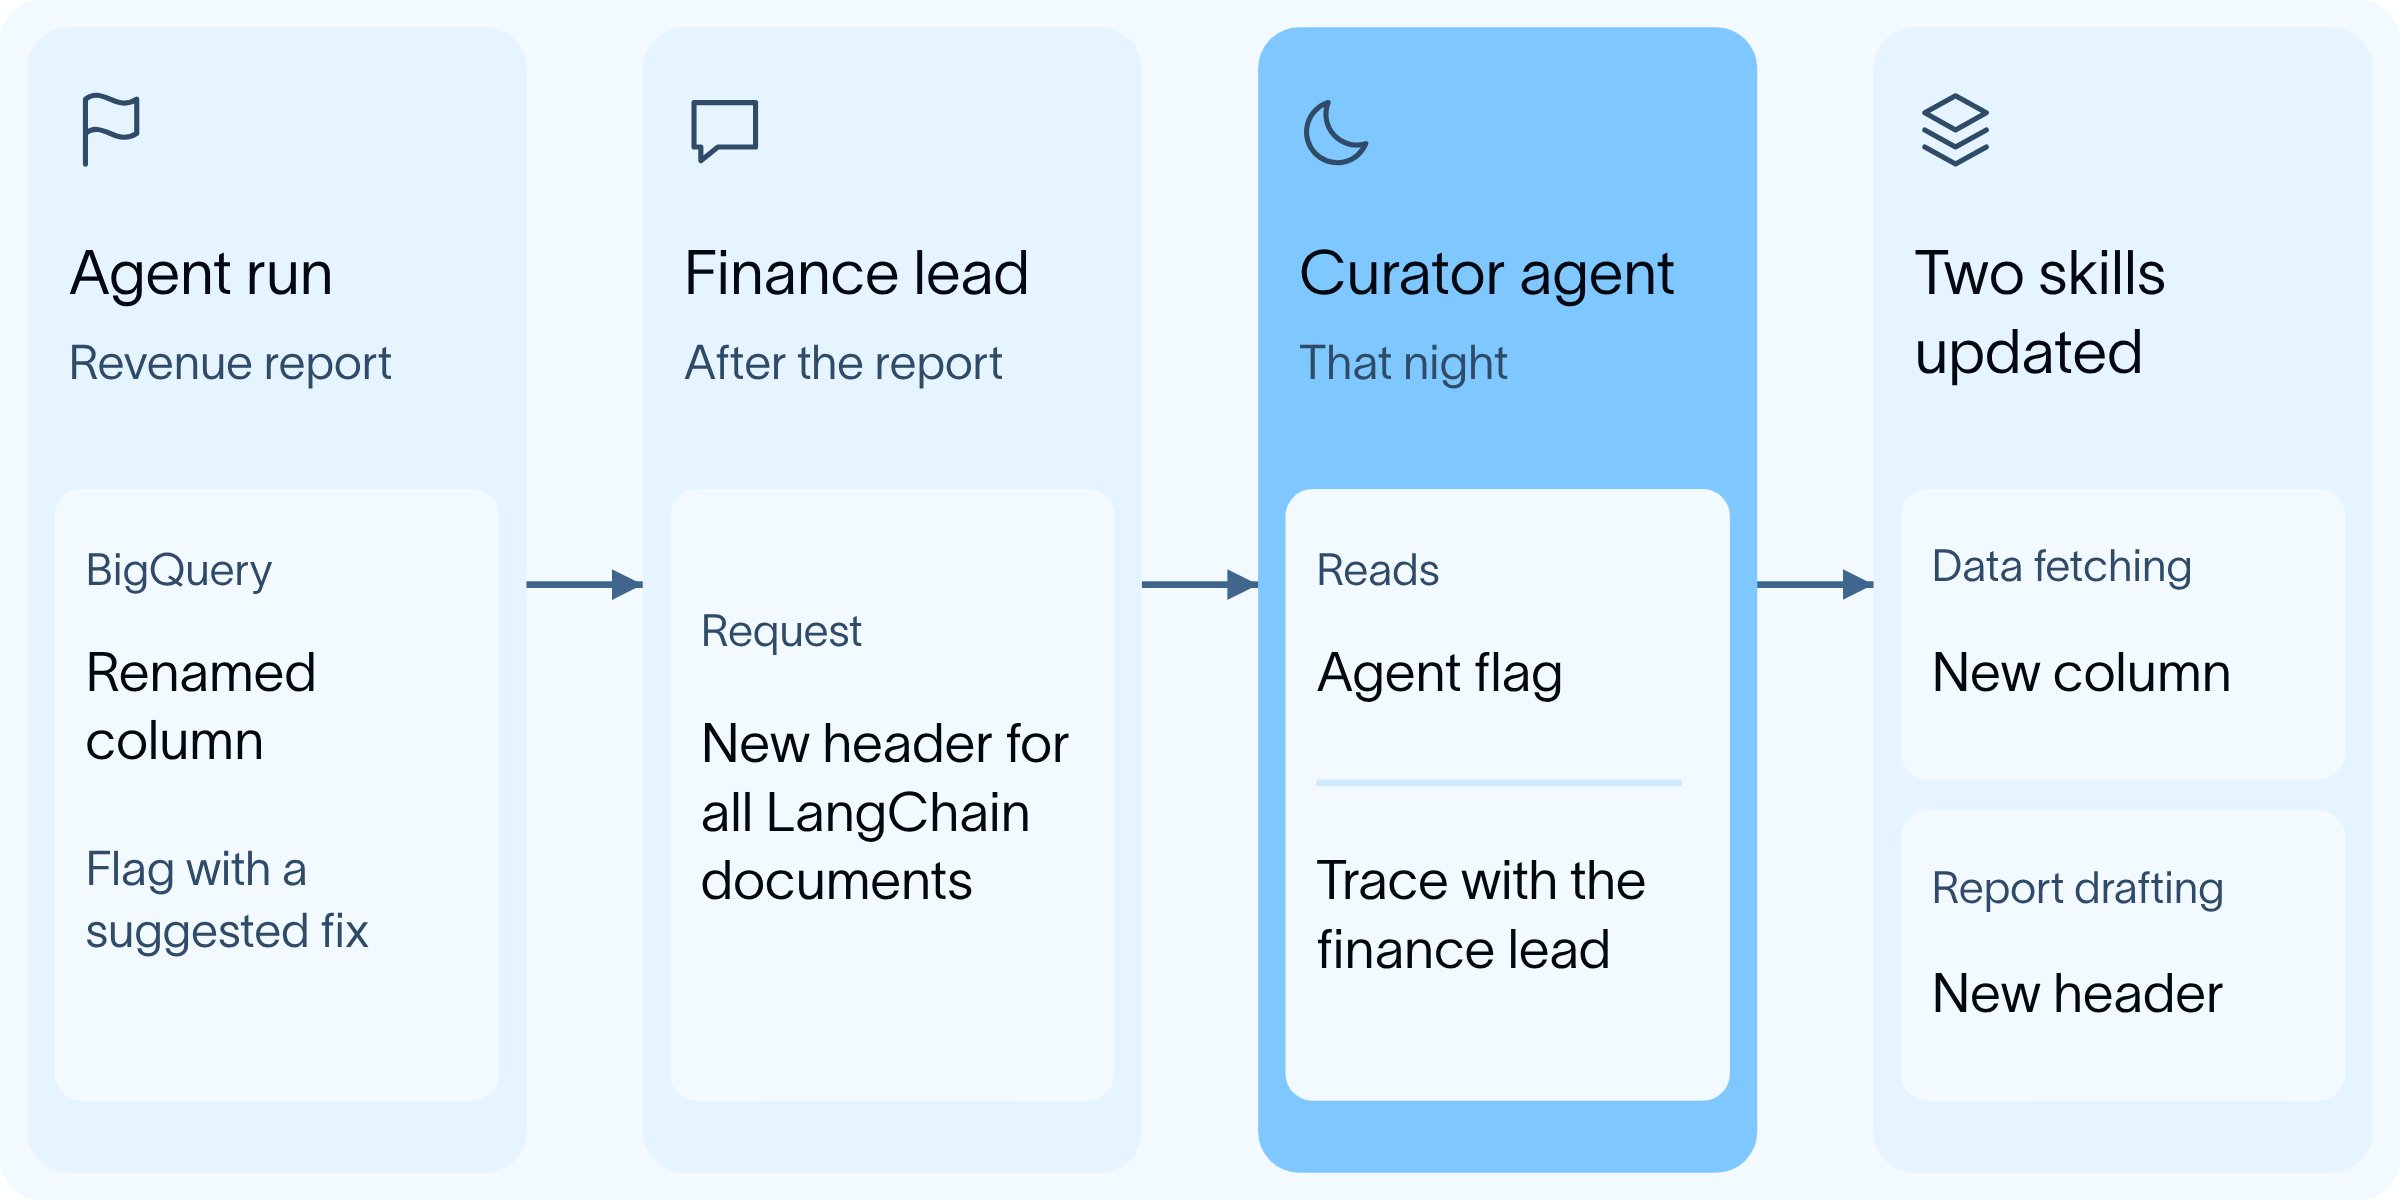 Agent run
Revenue report
BigQuery
Renamed
column
Flag with a
suggested fix
Finance lead
After the report
Request
New header for
all LangChain
documents
Curator agent
That night
Reads
Agent flag
Trace with the
finance lead
Two skills
updated
Data fetching
New column
Report drafting
New header